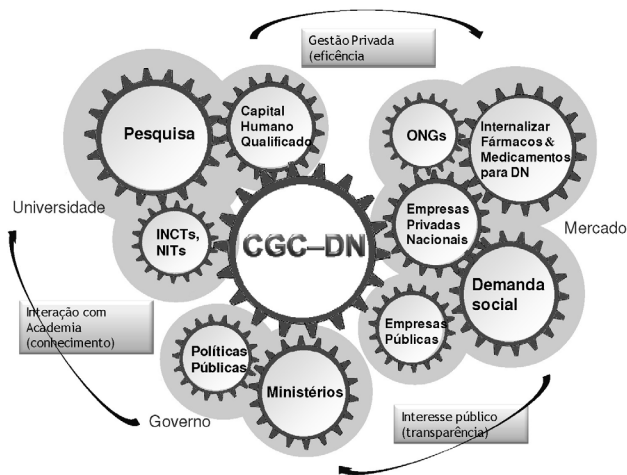 Gestão Privada
(eficência
Pesquisa
Capital
Humano
Qualificado
ONGs
Internalizar
Fármacos &
Medicamentos
para DN
Universidade
INCTs,
NITs
CGC–DN
Empresas
Privadas
Nacionais
Mercado
Demanda
social
Interação com
Academia
(conhecimento)
Políticas
Públicas
Empresas
Públicas
Ministérios
Governo
Interesse público
(transparência)